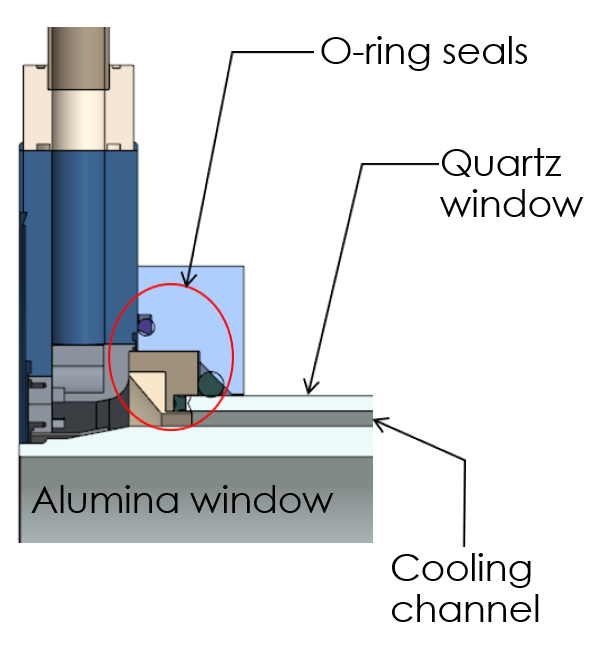 O-ring seals
Quartz
window
Alumina window
Cooling
channel